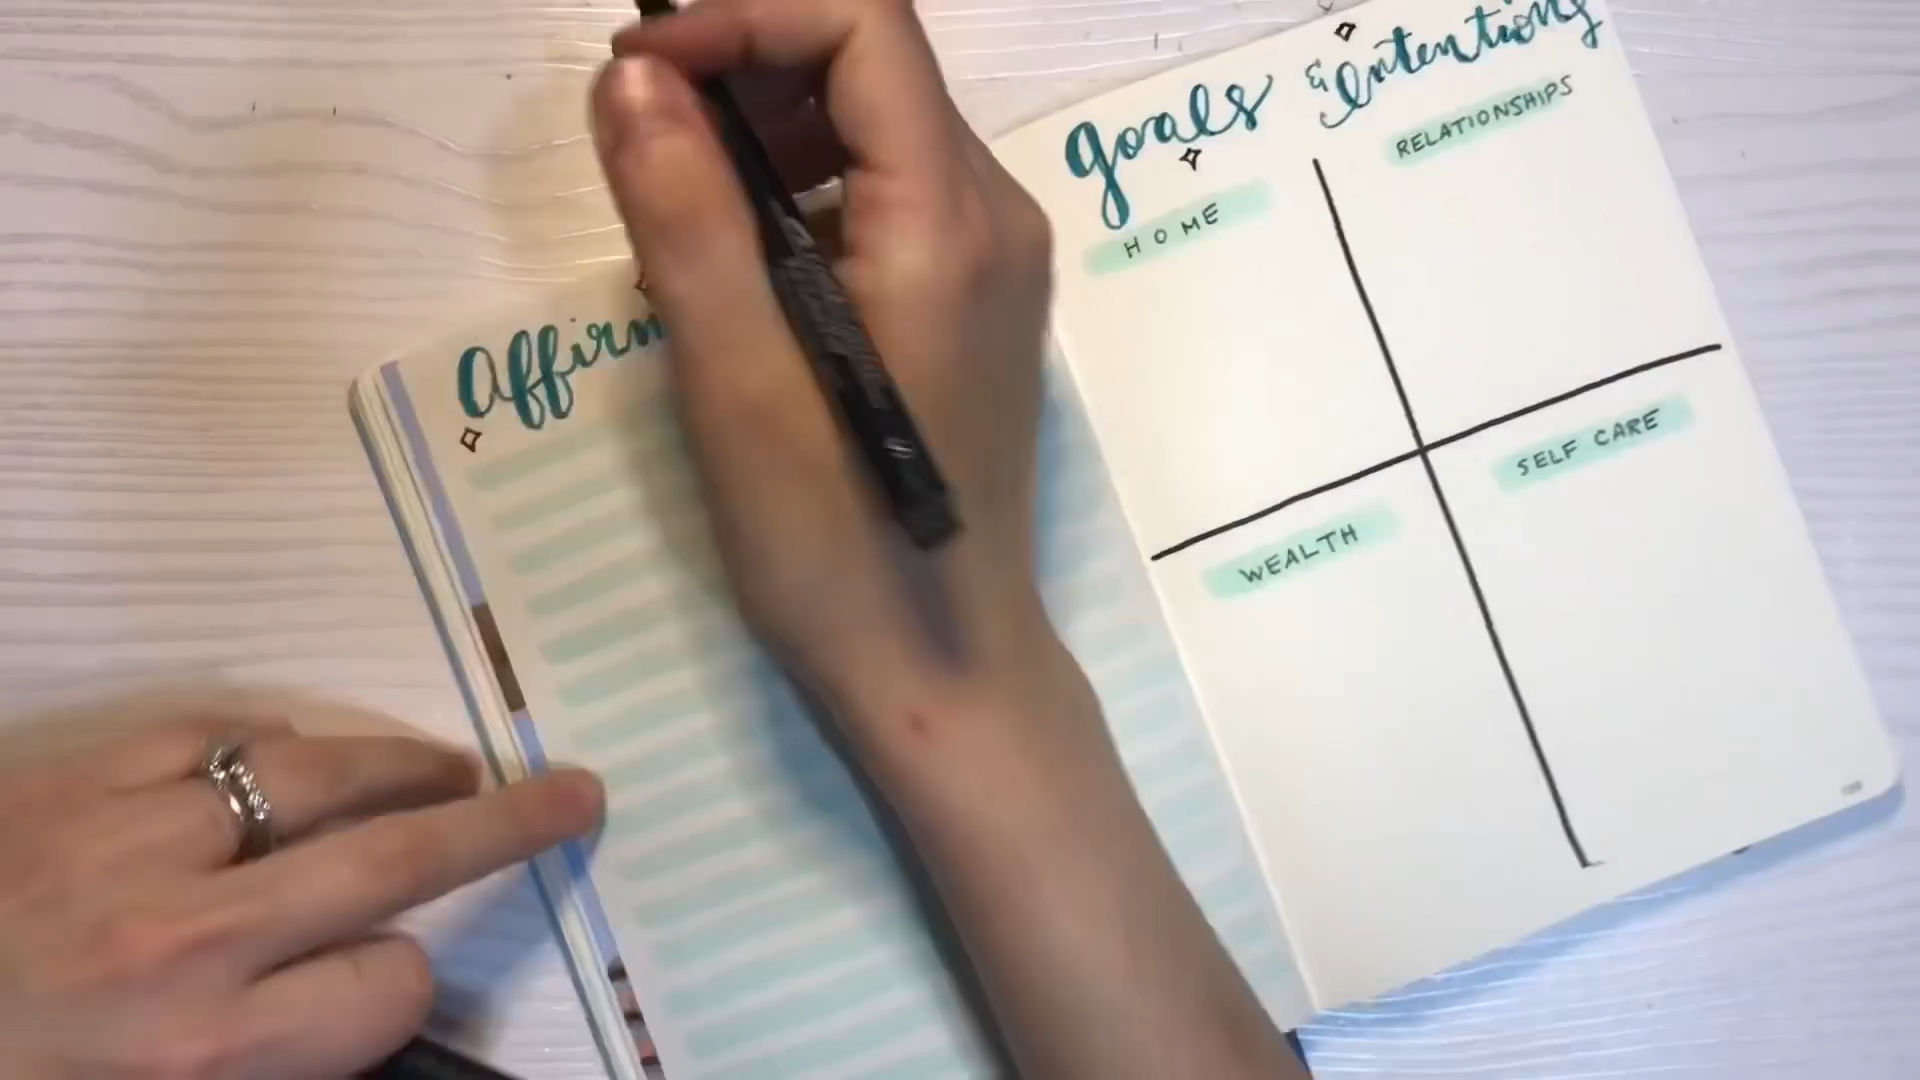 Affirm
Goals & Intentions
HOME
RELATIONSHIPS
WEALTH
SELF CARE